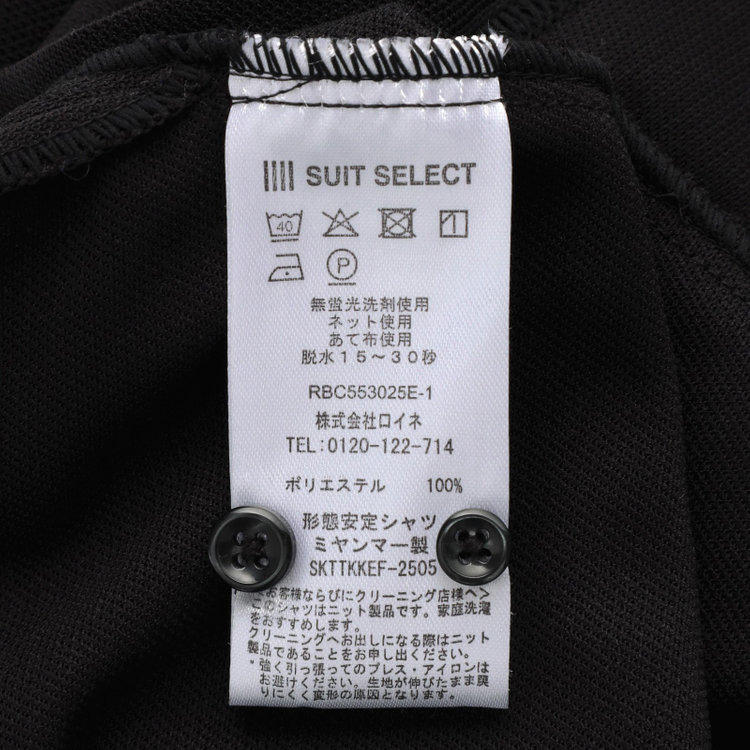 SUIT SELECT
40
P
無蛍光洗剤使用
ネット使用
あて布使用
脱水15〜30秒
RBC553025E-1
株式会社ロイネ
TEL:0120-122-714
ポリエステル 100%
形態安定シャツ
ミヤンマー製
SKTTKKEF-2505
<お客様ならびにクリーニング店様へ>
このシャツはニット製品です。家庭洗濯
をおすすめします。
クリーニングへお出しになる際はニット
製品であることをお申し出ください。
*強く引っ張ってのプレス・アイロンは
お避けください。生地が伸びたまま戻
りにくく変形の原因となります。